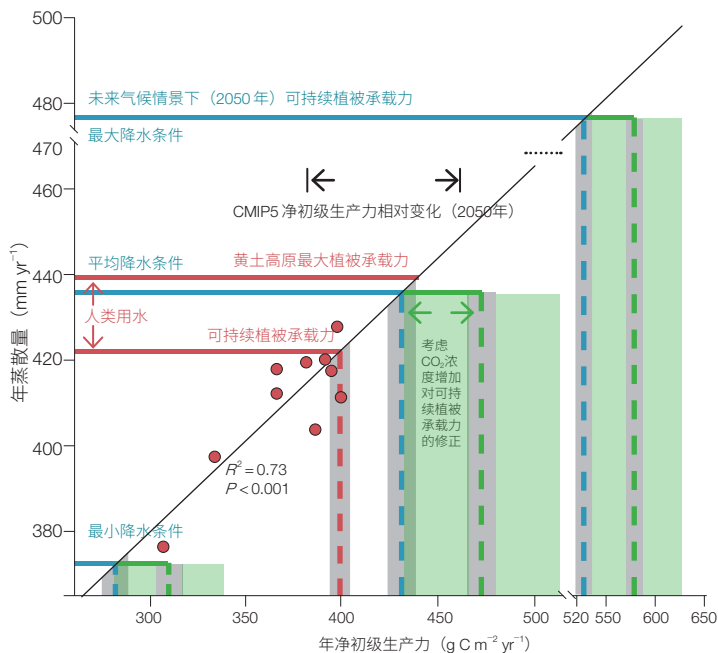 500
未来气候情景下（2050 年）可持续植被承载力
480
最大降水条件
470
460
CMIP5 净初级生产力相对变化（2050年）
平均降水条件
黄土高原最大植被承载力
440
人类用水
可持续植被承载力
420
考虑
CO₂浓
度增加
对可持
续植被
承载力
的修正
400
R² = 0.73
P < 0.001
380
最小降水条件
年蒸散量（mm yr⁻¹）
300
350
400
450
500
520
550
600
650
年净初级生产力（g C m⁻² yr⁻¹）